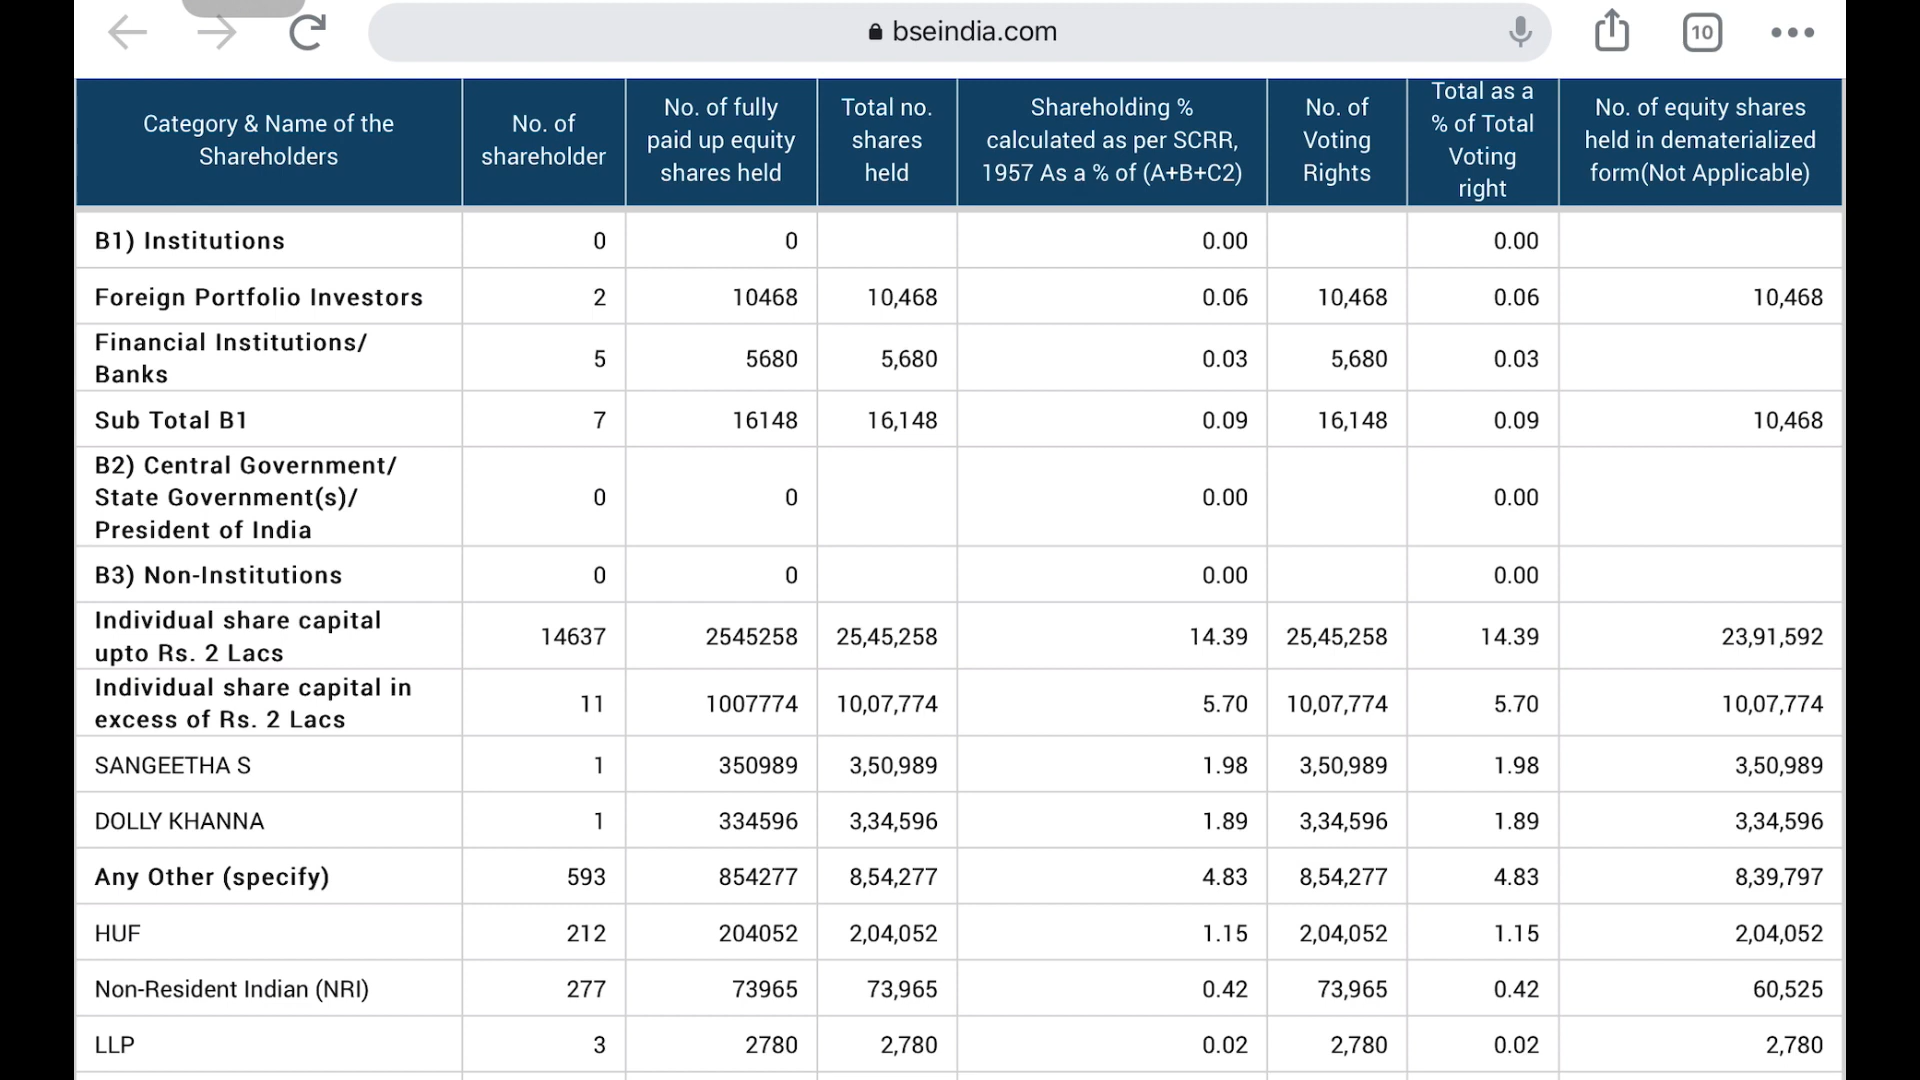 bseindia.com
10
Category & Name of the
Shareholders
No. of
shareholder
No. of fully
paid up equity
shares held
Total no.
shares
held
Shareholding %
calculated as per SCRR,
1957 As a % of (A+B+C2)
No. of
Voting
Rights
Total as a
% of Total
Voting
right
No. of equity shares
held in dematerialized
form(Not Applicable)
B1) Institutions 0 0 0.00 0.00
Foreign Portfolio Investors 2 10468 10,468 0.06 10,468 0.06 10,468
Financial Institutions/
Banks 5 5680 5,680 0.03 5,680 0.03
Sub Total B1 7 16148 16,148 0.09 16,148 0.09 10,468
B2) Central Government/
State Government(s)/
President of India 0 0 0.00 0.00
B3) Non-Institutions 0 0 0.00 0.00
Individual share capital
upto Rs. 2 Lacs 14637 2545258 25,45,258 14.39 25,45,258 14.39 23,91,592
Individual share capital in
excess of Rs. 2 Lacs 11 1007774 10,07,774 5.70 10,07,774 5.70 10,07,774
SANGEETHA S 1 350989 3,50,989 1.98 3,50,989 1.98 3,50,989
DOLLY KHANNA 1 334596 3,34,596 1.89 3,34,596 1.89 3,34,596
Any Other (specify) 593 854277 8,54,277 4.83 8,54,277 4.83 8,39,797
HUF 212 204052 2,04,052 1.15 2,04,052 1.15 2,04,052
Non-Resident Indian (NRI) 277 73965 73,965 0.42 73,965 0.42 60,525
LLP 3 2780 2,780 0.02 2,780 0.02 2,780